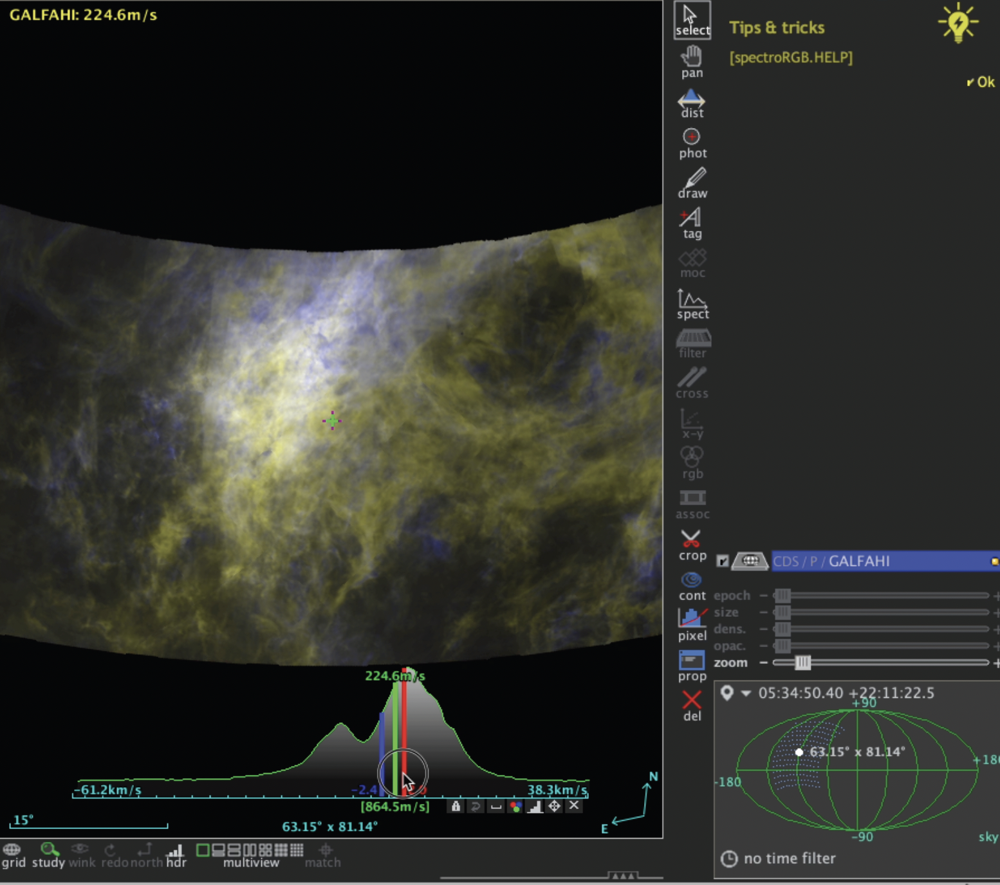 GALFAHI: 224.6m/s
select
pan
dist
phot
draw
tag
moc
spect
filter
cross
x-y
rgb
assoc
crop
cont
pixel
prop
del
Tips & tricks
[spectroRGB.HELP]
Ok
CDS / P / GALFAHI
epoch
size
dens.
opac.
zoom
224.6m/s
-61.2km/s
-2.4
38.3km/s
[864.5m/s]
15°
63.15° x 81.14°
N
E
05:34:50.40 +22:11:22.5
+90
63.15° x 81.14°
-180
+180
-90
sky
no time filter
grid
study
wink
redo
north
hdr
multiview
match